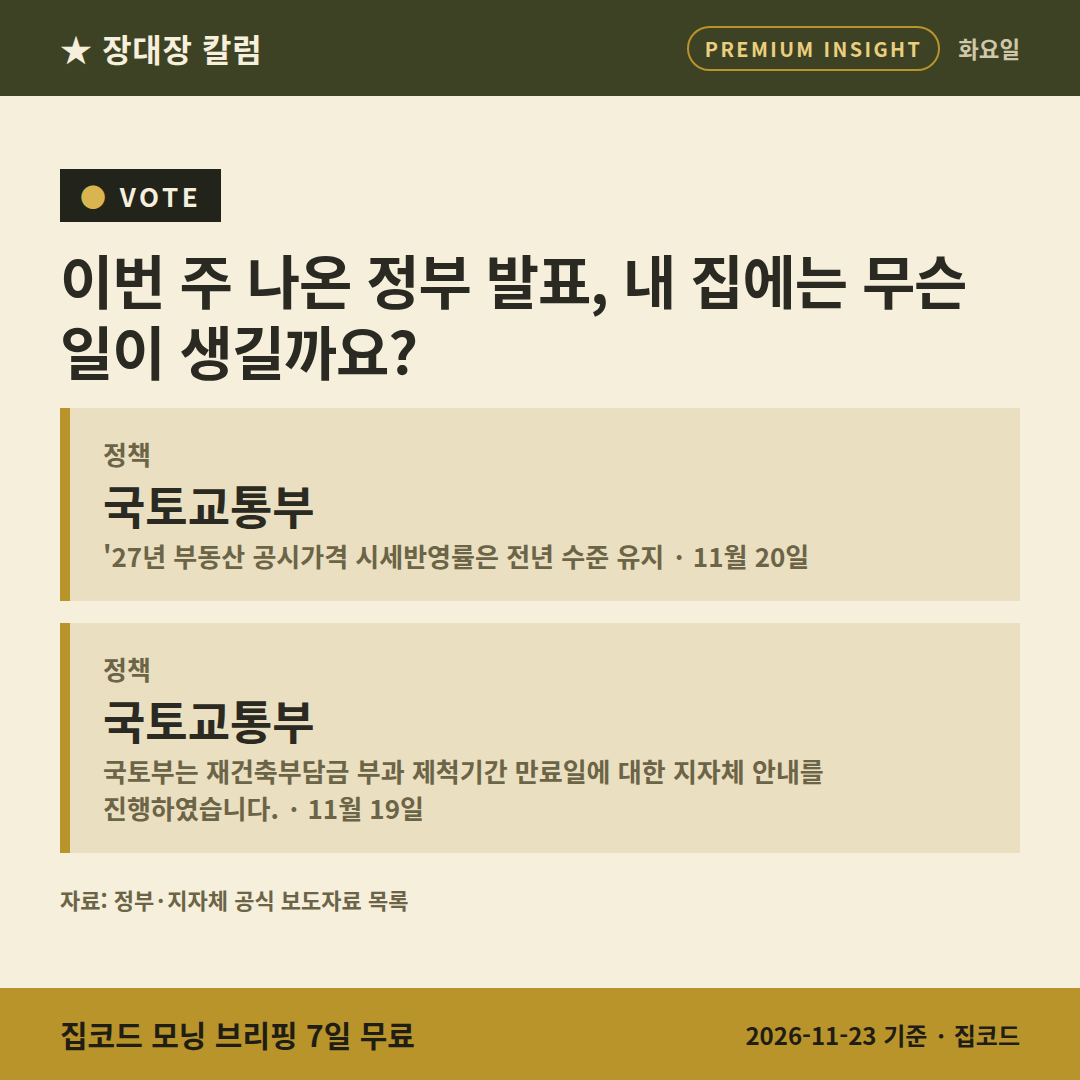 ★ 장대장 칼럼
PREMIUM INSIGHT
화요일
VOTE
이번 주 나온 정부 발표, 내 집에는 무슨
일이 생길까요?
정책
국토교통부
'27년 부동산 공시가격 시세반영률은 전년 수준 유지 · 11월 20일
정책
국토교통부
국토부는 재건축부담금 부과 제척기간 만료일에 대한 지자체 안내를
진행하였습니다. · 11월 19일
자료: 정부·지자체 공식 보도자료 목록
집코드 모닝 브리핑 7일 무료
2026-11-23 기준 · 집코드